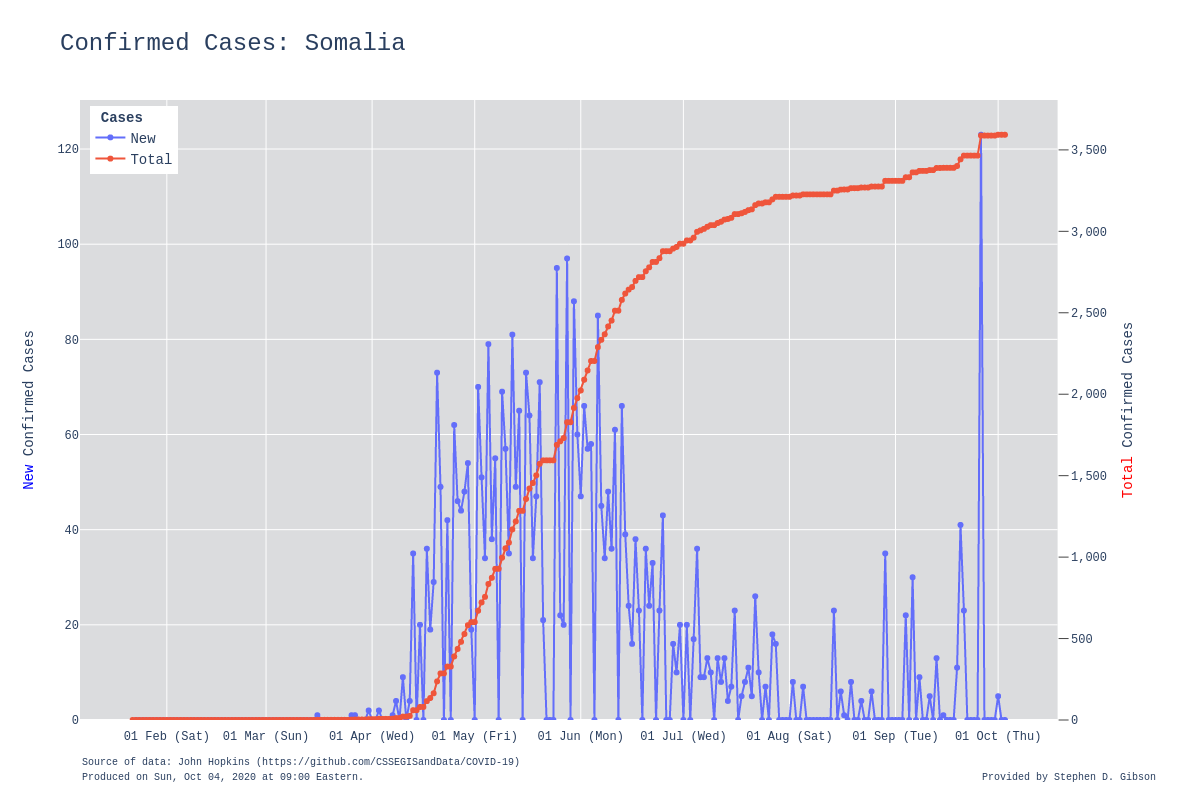 Confirmed Cases: Somalia
Cases
New
Total
120
100
80
60
40
20
0
3,500
3,000
2,500
2,000
1,500
1,000
500
0
New Confirmed Cases
Total Confirmed Cases
01 Feb (Sat) 01 Mar (Sun) 01 Apr (Wed) 01 May (Fri) 01 Jun (Mon) 01 Jul (Wed) 01 Aug (Sat) 01 Sep (Tue) 01 Oct (Thu)
Source of data: John Hopkins (https://github.com/CSSEGISandData/COVID-19)
Produced on Sun, Oct 04, 2020 at 09:00 Eastern.
Provided by Stephen D. Gibson